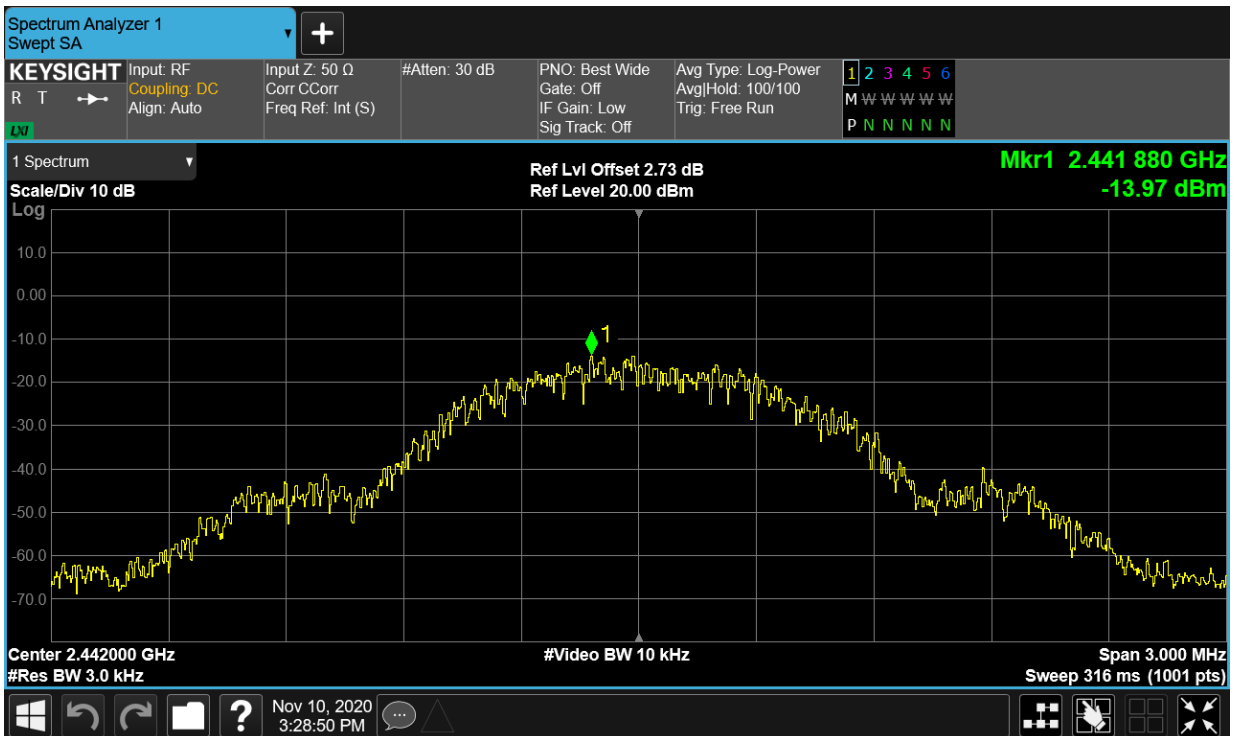 Spectrum Analyzer 1
Swept SA
+
KEYSIGHT
R T
LXI
Input: RF
Coupling: DC
Align: Auto
Input Z: 50 Ω
Corr CCorr
Freq Ref: Int (S)
#Atten: 30 dB
PNO: Best Wide
Gate: Off
IF Gain: Low
Sig Track: Off
Avg Type: Log-Power
Avg|Hold: 100/100
Trig: Free Run
1 2 3 4 5 6
M W W W W W
P N N N N N
1 Spectrum
Scale/Div 10 dB
Log
Ref Lvl Offset 2.73 dB
Ref Level 20.00 dBm
Mkr1 2.441 880 GHz
-13.97 dBm
10.0
0.00
-10.0
-20.0
-30.0
-40.0
-50.0
-60.0
-70.0
1
Center 2.442000 GHz
#Res BW 3.0 kHz
#Video BW 10 kHz
Span 3.000 MHz
Sweep 316 ms (1001 pts)
?
Nov 10, 2020
3:28:50 PM